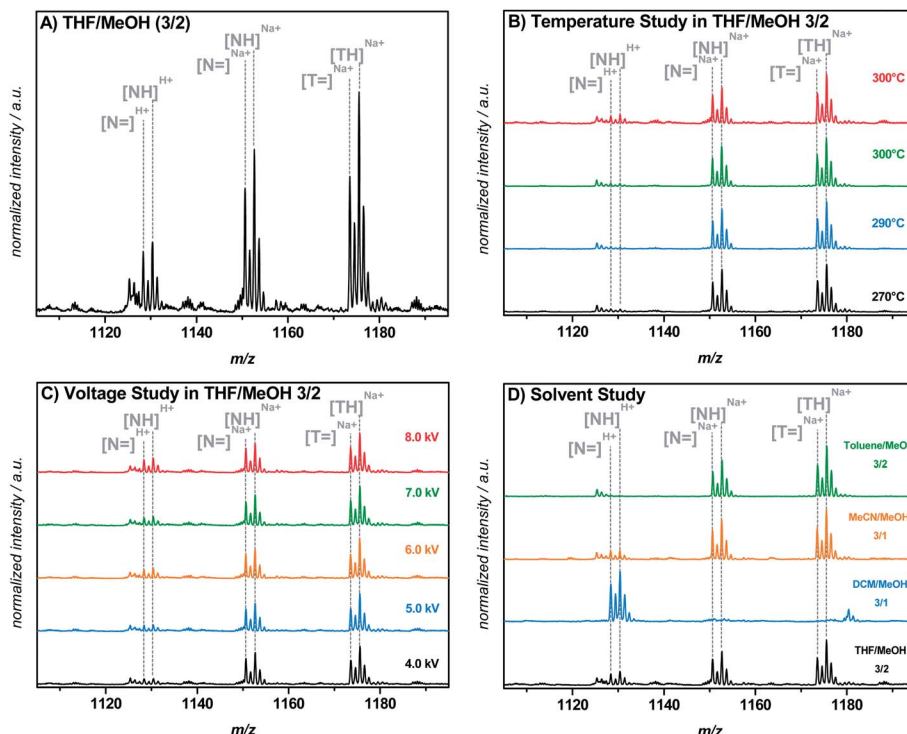 A) THF/MeOH (3/2)
[NH]Na+
[N=]Na+
[TH]Na+
[T=]Na+
[NH]H+
[N=]H+
normalized intensity / a.u.
1120 1140 1160 1180
m/z
B) Temperature Study in THF/MeOH 3/2
[NH]H+
[N=]H+
[NH]Na+
[N=]Na+
[TH]Na+
[T=]Na+
300°C
300°C
290°C
270°C
normalized intensity / a.u.
1120 1140 1160 1180
m/z
C) Voltage Study in THF/MeOH 3/2
[NH]H+
[N=]H+
[NH]Na+
[N=]Na+
[TH]Na+
[T=]Na+
8.0 kV
7.0 kV
6.0 kV
5.0 kV
4.0 kV
normalized intensity / a.u.
1120 1140 1160 1180
m/z
D) Solvent Study
[NH]H+
[N=]H+
[NH]Na+
[N=]Na+
[TH]Na+
[T=]Na+
Toluene/MeO
3/2
MeCN/MeOH
3/1
DCM/MeOH
3/1
THF/MeOH
3/2
normalized intensity / a.u.
1120 1140 1160 1180
m/z